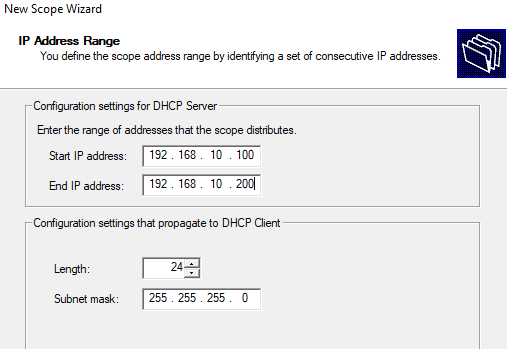 New Scope Wizard
IP Address Range
You define the scope address range by identifying a set of consecutive IP addresses.
Configuration settings for DHCP Server
Enter the range of addresses that the scope distributes.
Start IP address: 192 . 168 . 10 . 100
End IP address: 192 . 168 . 10 . 200
Configuration settings that propagate to DHCP Client
Length: 24
Subnet mask: 255 . 255 . 255 . 0